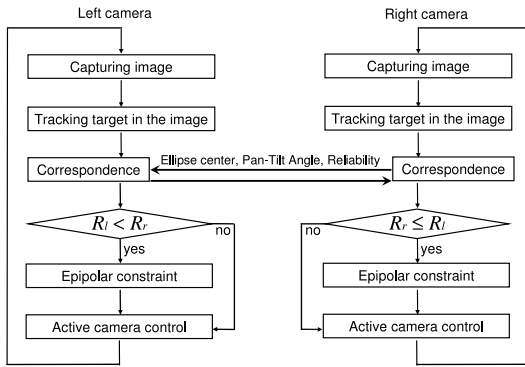 Left camera
Capturing image
Tracking target in the image
Correspondence
Rl < Rr
no
yes
Epipolar constraint
Active camera control
Ellipse center, Pan-Tilt Angle, Reliability
Right camera
Capturing image
Tracking target in the image
Correspondence
Rr ≤ Rl
no
yes
Epipolar constraint
Active camera control